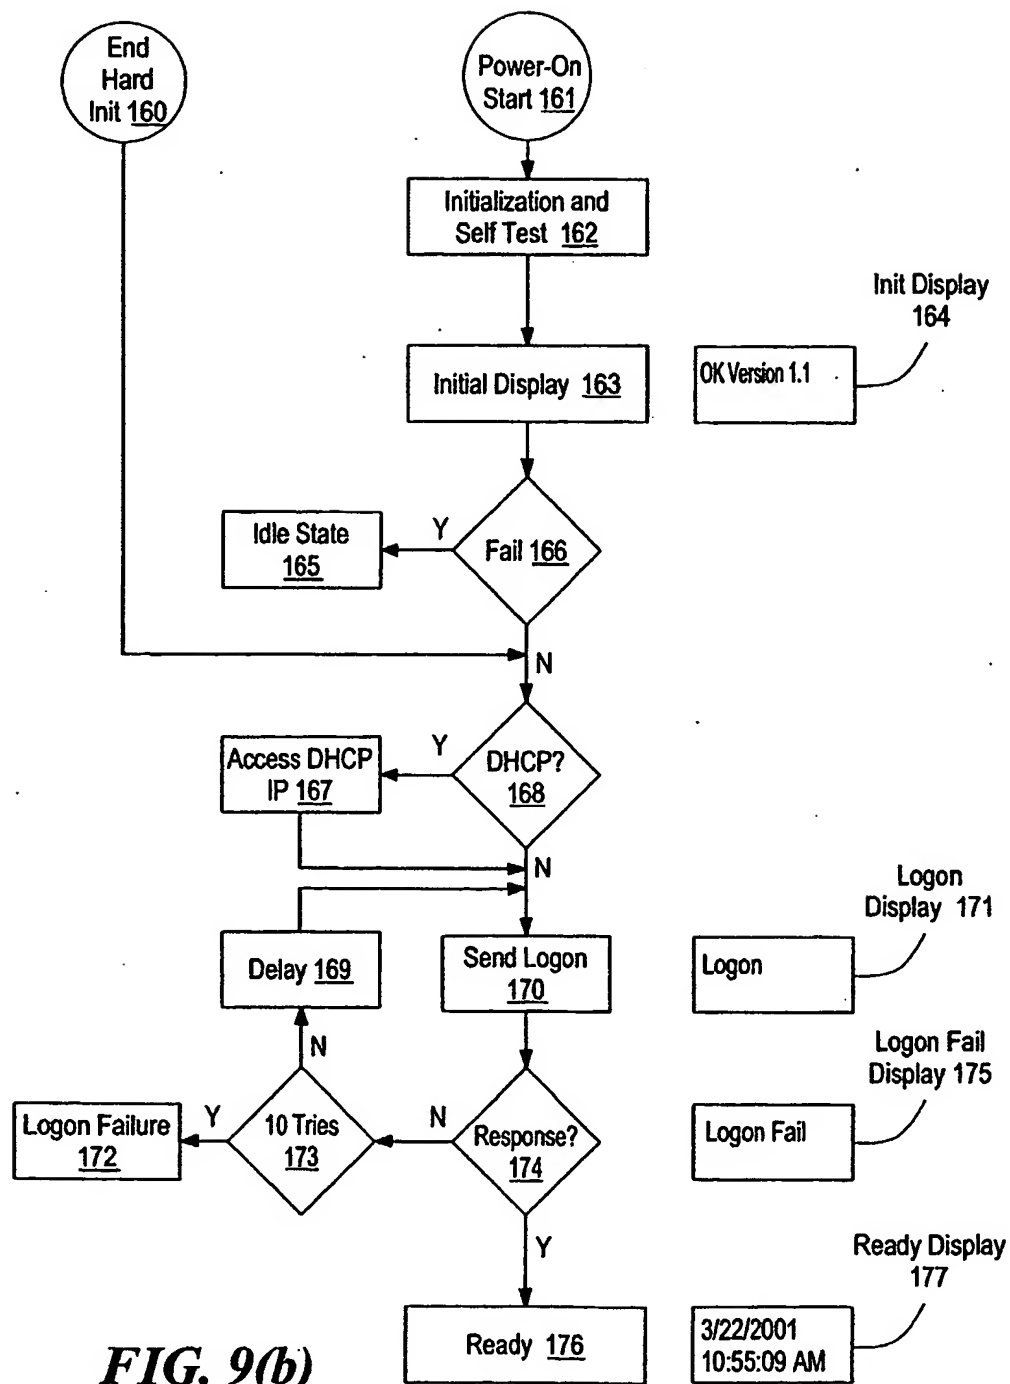 End
Hard
Init 160
Power-On
Start 161
Initialization and
Self Test 162
Init Display
164
Initial Display 163
OK Version 1.1
Idle State
165
Y
Fail 166
N
Access DHCP
IP 167
Y
DHCP?
168
N
Logon
Display 171
Delay 169
Send Logon
170
Logon
N
Logon Fail
Display 175
Logon Failure
172
Y
10 Tries
173
N
Response?
174
Logon Fail
Y
Ready Display
177
Ready 176
3/22/2001
10:55:09 AM
FIG. 9(b)